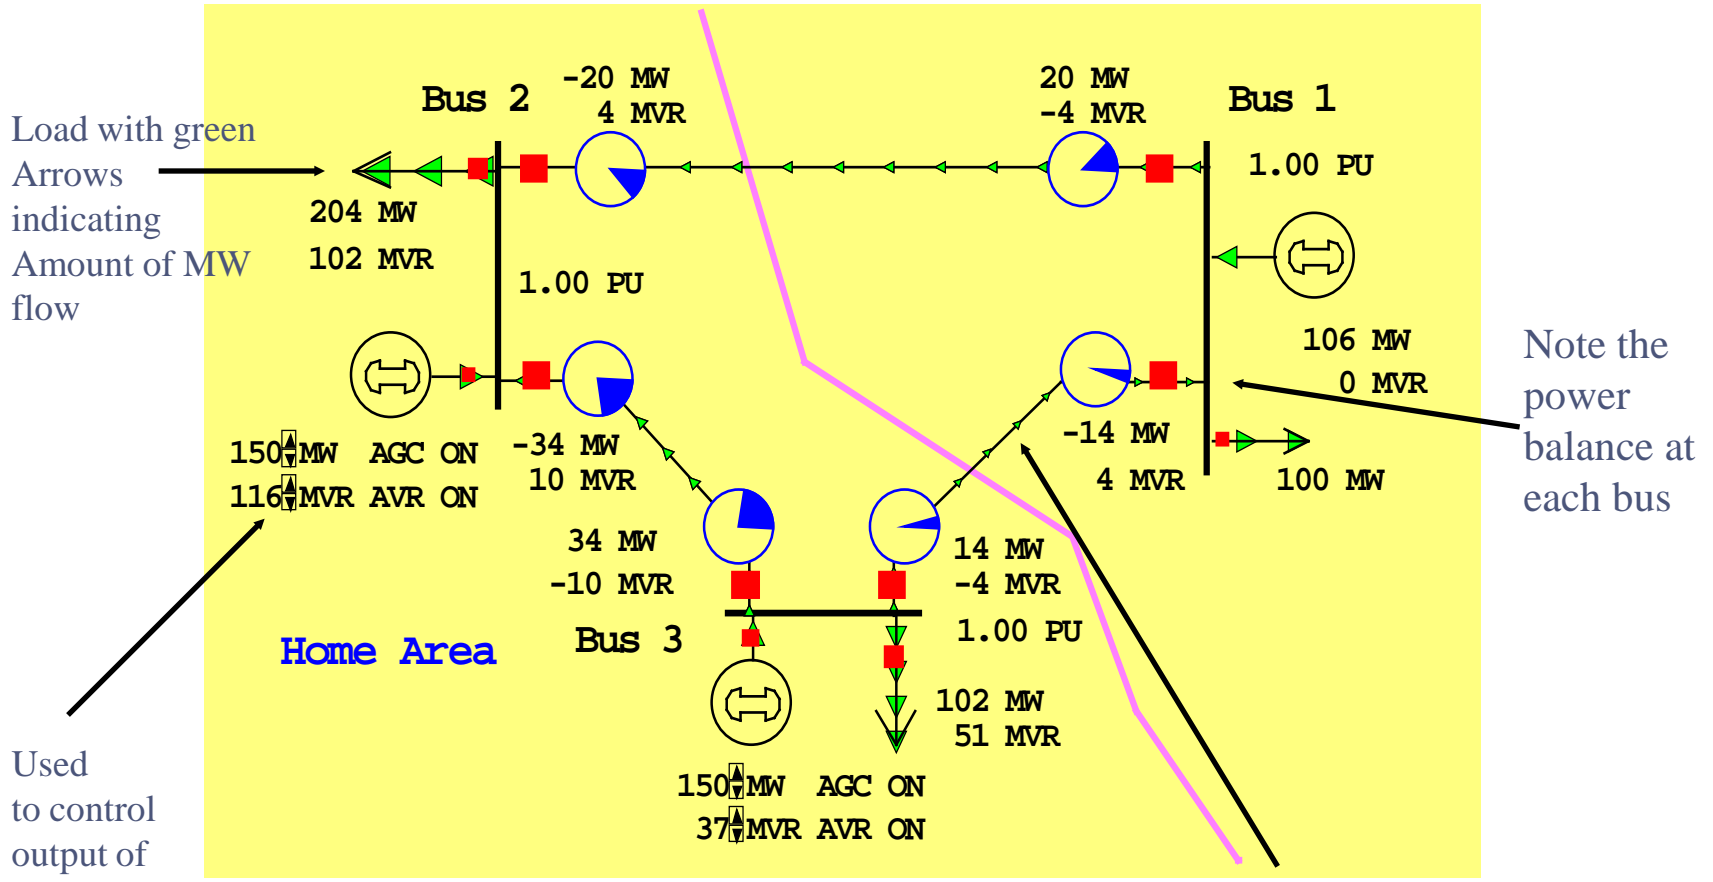 Load with green
Arrows
indicating
Amount of MW
flow
Bus 2
-20 MW
4 MVR
20 MW
-4 MVR
Bus 1
1.00 PU
204 MW
102 MVR
1.00 PU
106 MW
0 MVR
Note the
power
balance at
each bus
150 MW AGC ON
116 MVR AVR ON
-34 MW
10 MVR
-14 MW
4 MVR
100 MW
34 MW
-10 MVR
14 MW
-4 MVR
1.00 PU
Home Area
Bus 3
102 MW
51 MVR
150 MW AGC ON
37 MVR AVR ON
Used
to control
output of